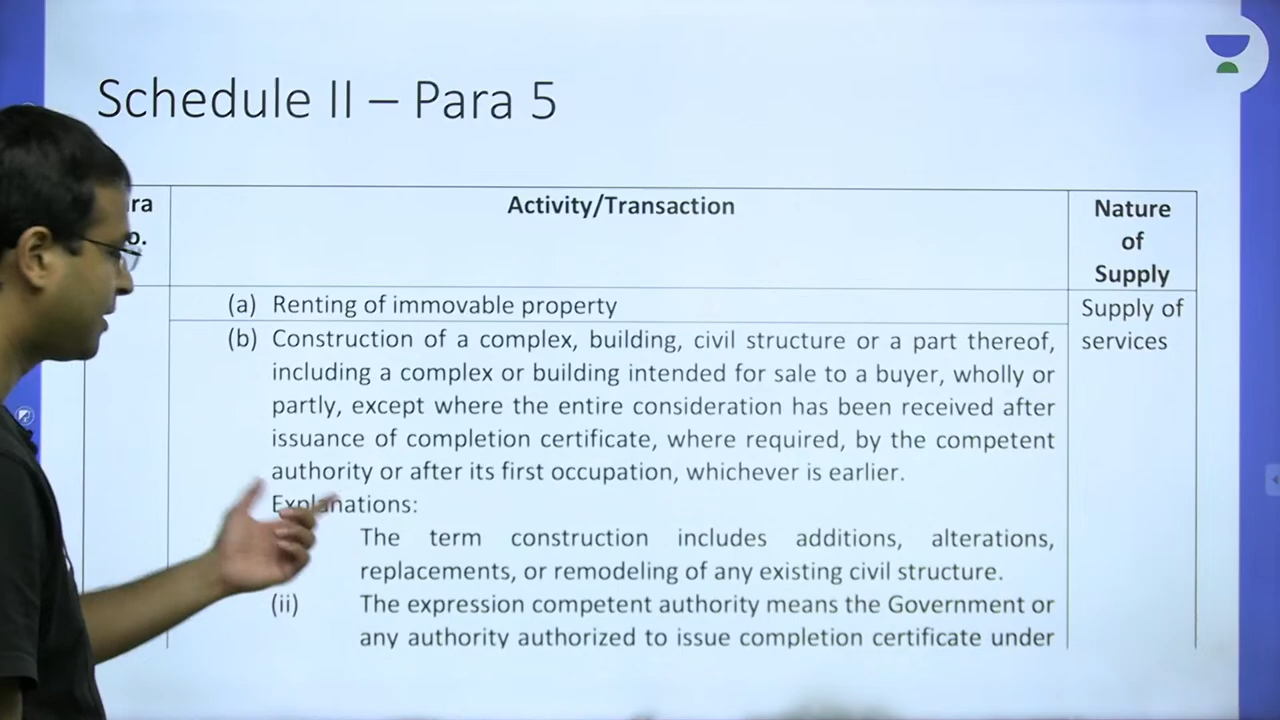 Schedule II – Para 5
ra
o.
Activity/Transaction
Nature
of
Supply
(a) Renting of immovable property
Supply of
services
(b) Construction of a complex, building, civil structure or a part thereof,
including a complex or building intended for sale to a buyer, wholly or
partly, except where the entire consideration has been received after
issuance of completion certificate, where required, by the competent
authority or after its first occupation, whichever is earlier.
Explanations:
The term construction includes additions, alterations,
replacements, or remodeling of any existing civil structure.
(ii) The expression competent authority means the Government or
any authority authorized to issue completion certificate under